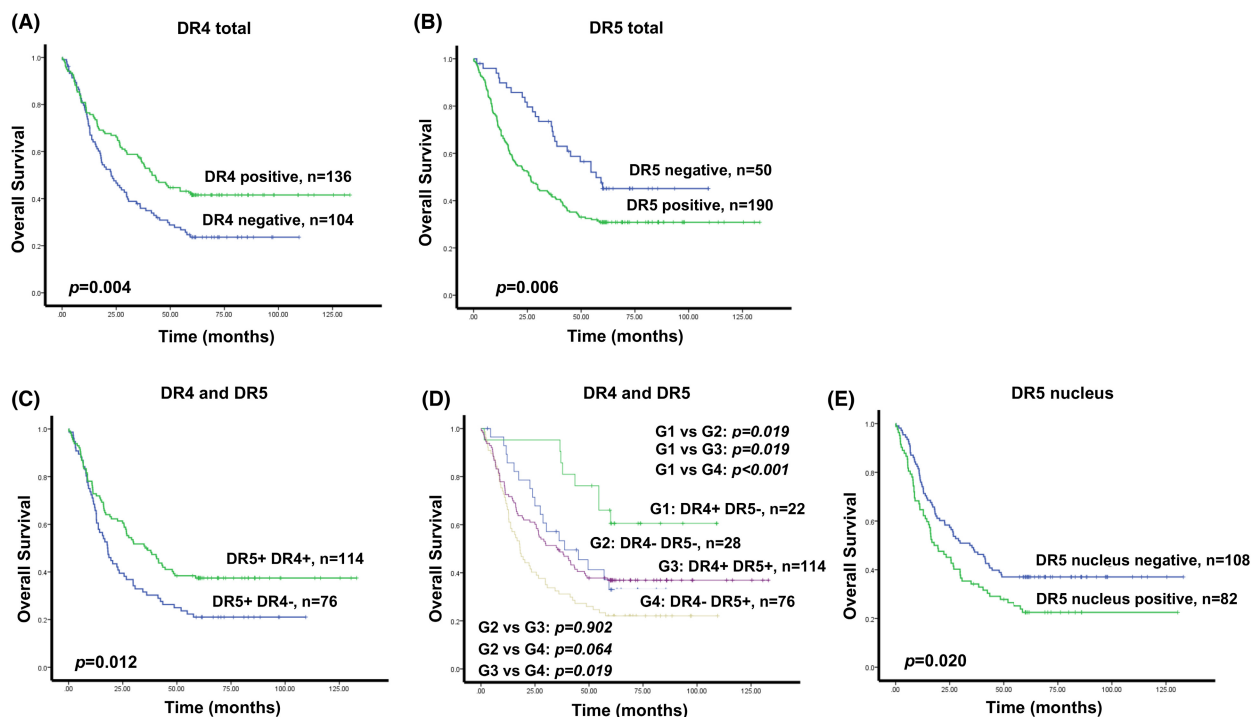 (A)
DR4 total
Overall Survival
1.0
0.8
0.6
0.4
0.2
0.0
DR4 positive, n=136
DR4 negative, n=104
p=0.004
.00 25.00 50.00 75.00 100.00 125.00
Time (months)
(B)
DR5 total
Overall Survival
1.0
0.8
0.6
0.4
0.2
0.0
DR5 negative, n=50
DR5 positive, n=190
p=0.006
.00 25.00 50.00 75.00 100.00 125.00
Time (months)
(C)
DR4 and DR5
Overall Survival
1.0
0.8
0.6
0.4
0.2
0.0
DR5+ DR4+, n=114
DR5+ DR4-, n=76
p=0.012
.00 25.00 50.00 75.00 100.00 125.00
Time (months)
(D)
DR4 and DR5
Overall Survival
1.0
0.8
0.6
0.4
0.2
0.0
G1 vs G2: p=0.019
G1 vs G3: p=0.019
G1 vs G4: p<0.001
G1: DR4+ DR5-, n=22
G2: DR4- DR5-, n=28
G3: DR4+ DR5+, n=114
G4: DR4- DR5+, n=76
G2 vs G3: p=0.902
G2 vs G4: p=0.064
G3 vs G4: p=0.019
.00 25.00 50.00 75.00 100.00 125.00
Time (months)
(E)
DR5 nucleus
Overall Survival
1.0
0.8
0.6
0.4
0.2
0.0
DR5 nucleus negative, n=108
DR5 nucleus positive, n=82
p=0.020
.00 25.00 50.00 75.00 100.00 125.00
Time (months)